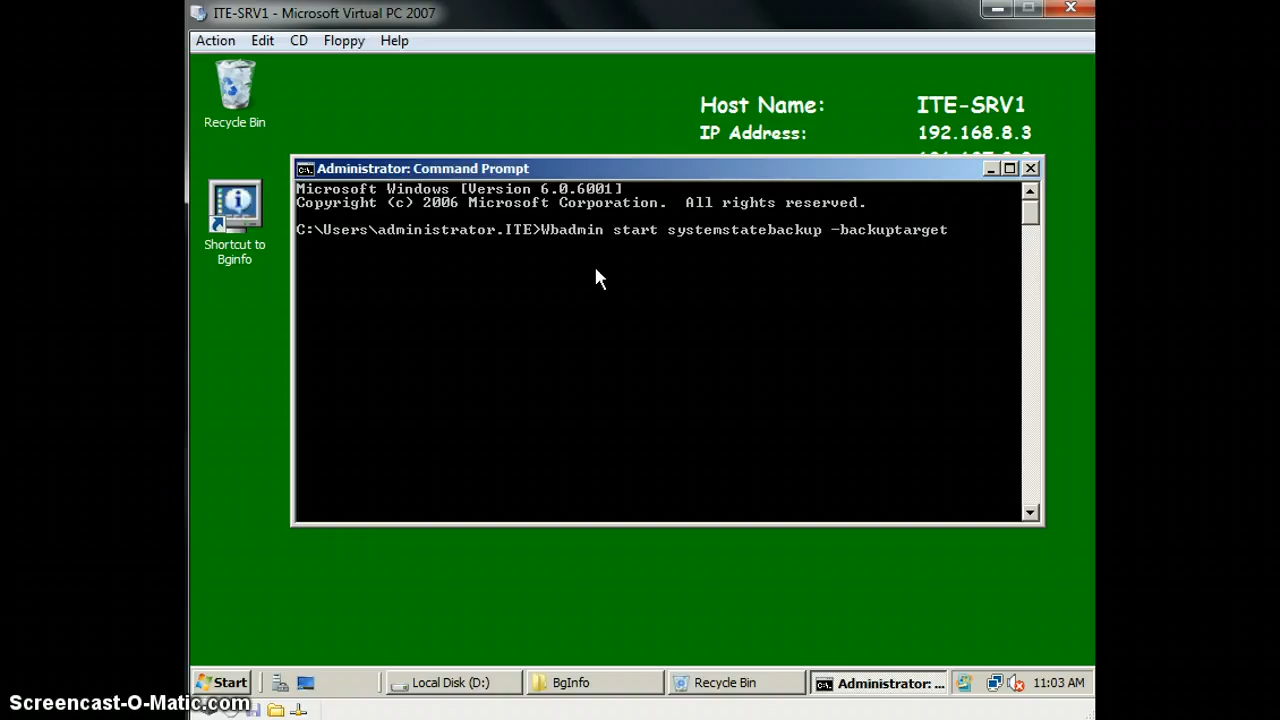 ITE-SRV1 - Microsoft Virtual PC 2007
Action Edit CD Floppy Help
Recycle Bin
Host Name: ITE-SRV1
IP Address: 192.168.8.3
Administrator: Command Prompt
Microsoft Windows [Version 6.0.6001]
Copyright (c) 2006 Microsoft Corporation. All rights reserved.
C:\Users\administrator.ITE>Wbadmin start systemstatebackup -backuptarget
Shortcut to
Bginfo
Start Local Disk (D:) BgInfo Recycle Bin Administrator: ... 11:03 AM
Screencast-O-Matic.com